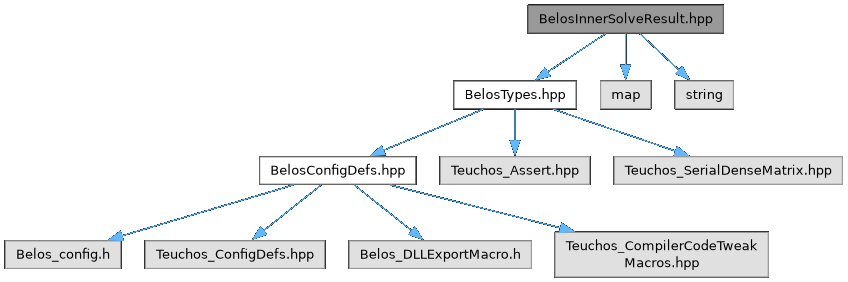 BelosInnerSolveResult.hpp
BelosTypes.hpp
map
string
BelosConfigDefs.hpp
Teuchos_Assert.hpp
Teuchos_SerialDenseMatrix.hpp
Belos_config.h
Teuchos_ConfigDefs.hpp
Belos_DLLExportMacro.h
Teuchos_CompilerCodeTweak
Macros.hpp